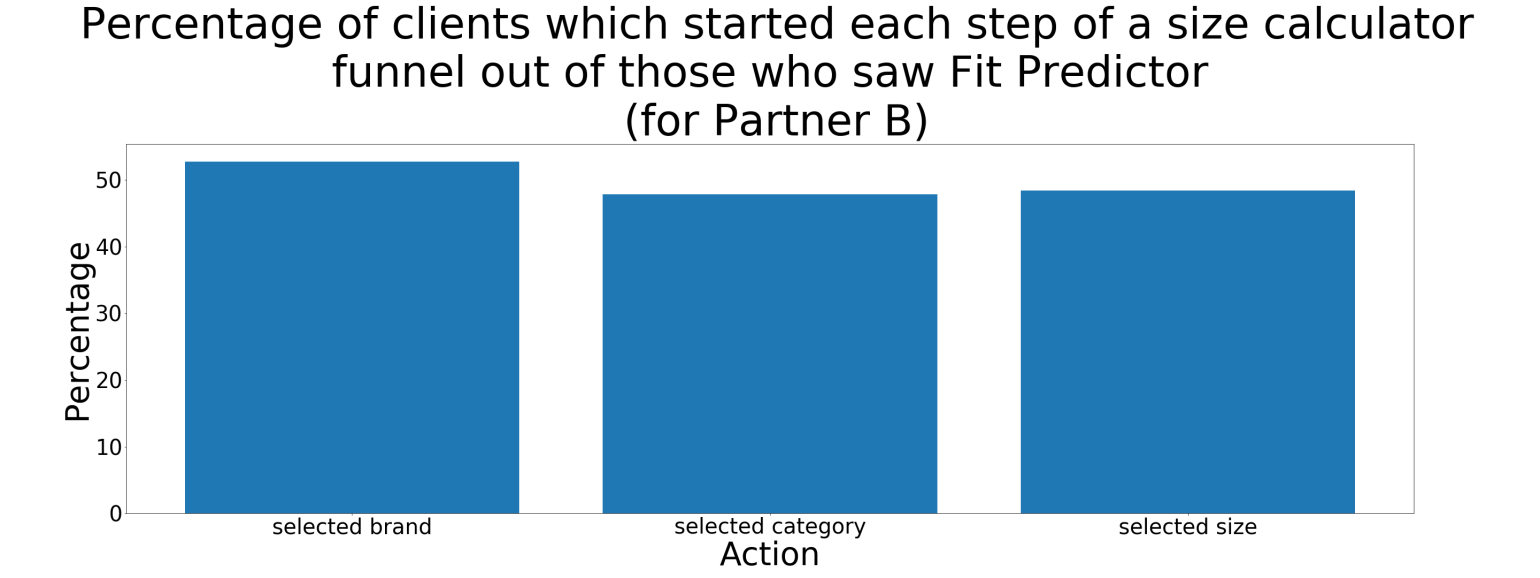 Percentage of clients which started each step of a size calculator
funnel out of those who saw Fit Predictor
(for Partner B)
Percentage
50
40
30
20
10
0
selected brand
selected category
selected size
Action